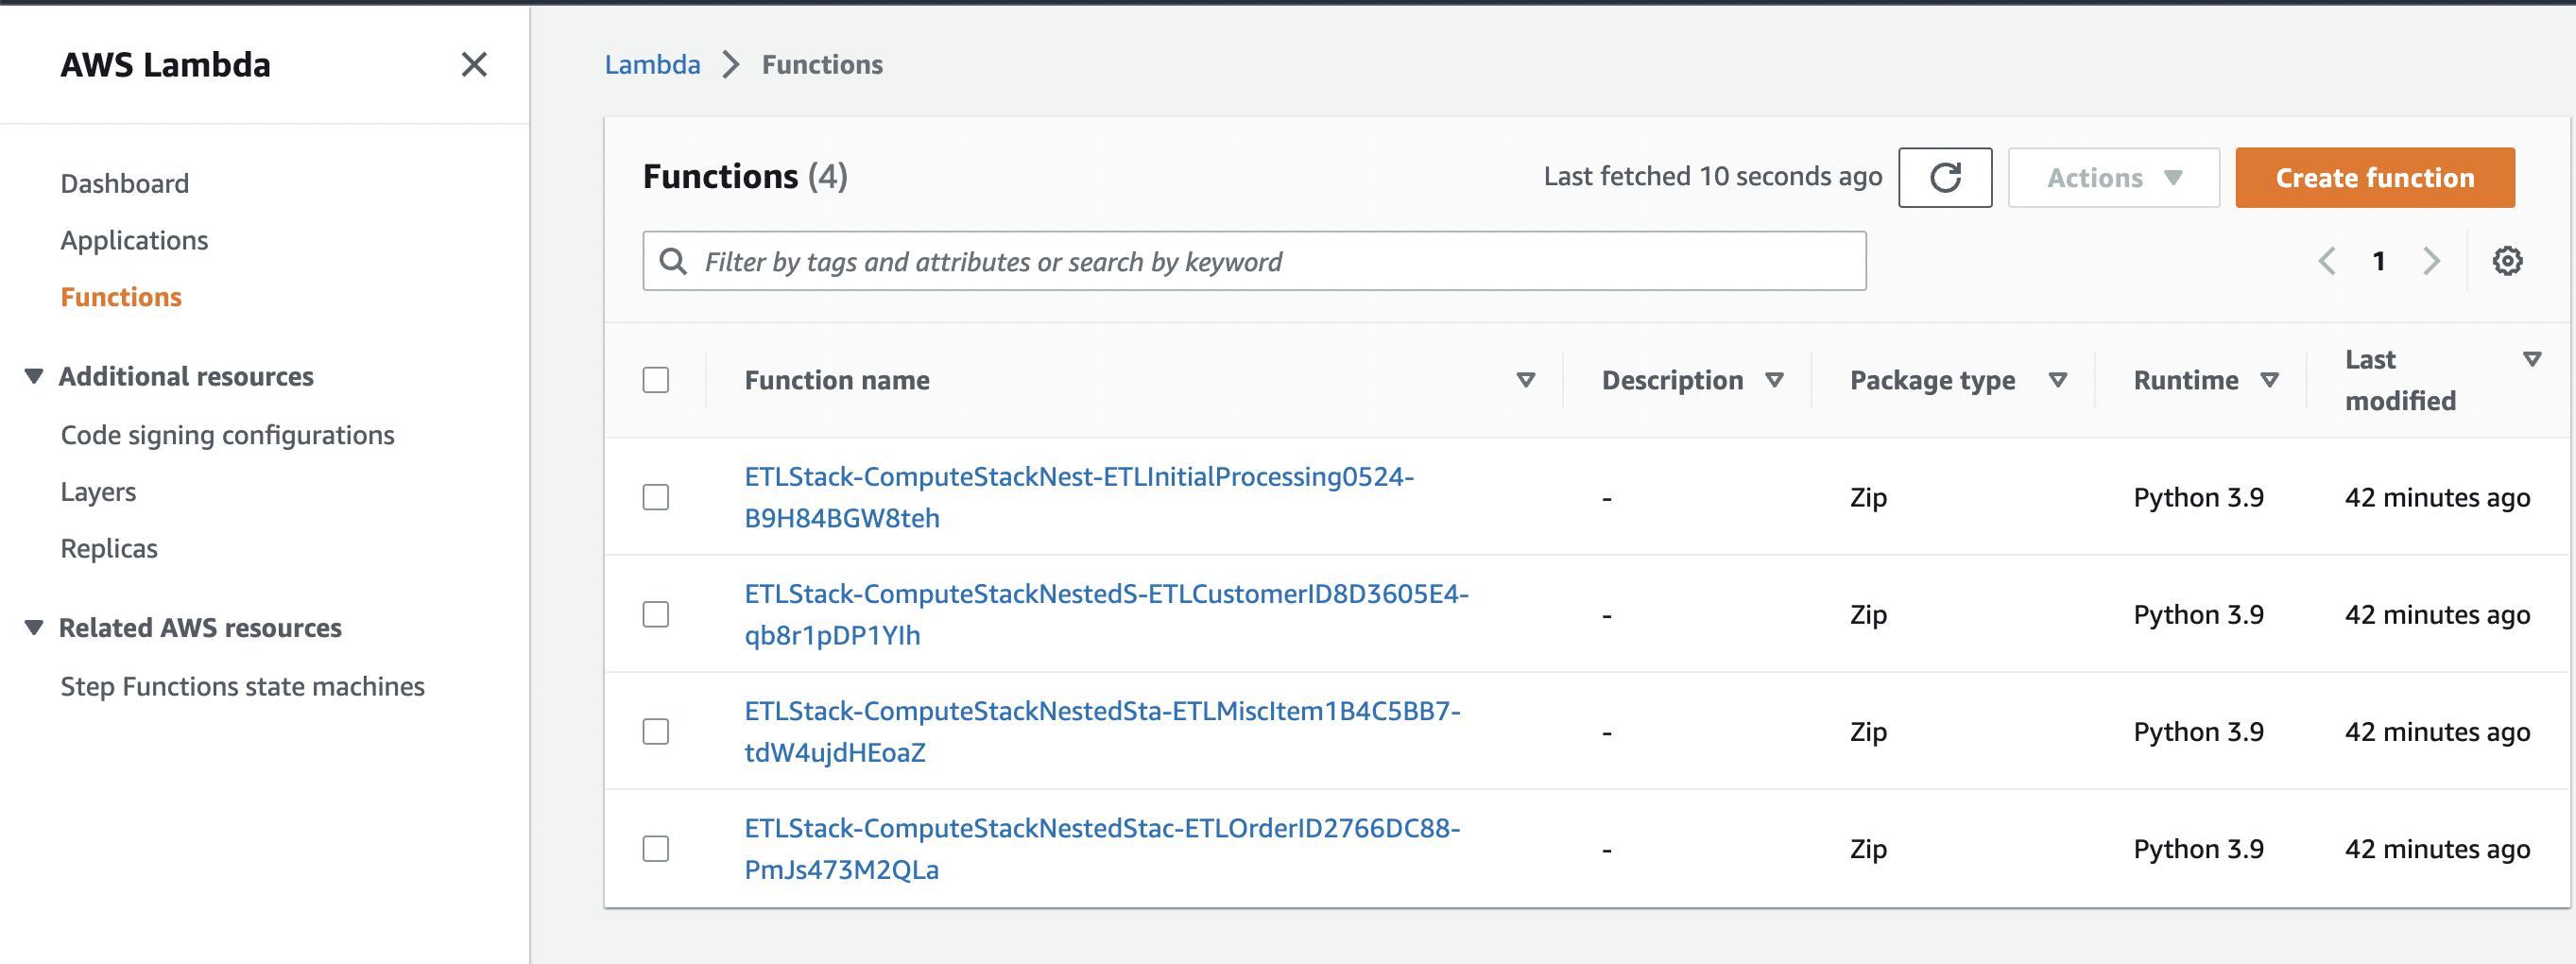 AWS Lambda
Dashboard
Applications
Functions
Additional resources
Code signing configurations
Layers
Replicas
Related AWS resources
Step Functions state machines
Lambda > Functions
Functions (4)
Last fetched 10 seconds ago
Actions
Create function
Filter by tags and attributes or search by keyword
1
Function name Description Package type Runtime Last
modified
ETLStack-ComputeStackNest-ETLInitialProcessing0524-
B9H84BGW8teh
- Zip Python 3.9 42 minutes ago
ETLStack-ComputeStackNestedS-ETLCustomerID8D3605E4-
qb8r1pDP1YIh
- Zip Python 3.9 42 minutes ago
ETLStack-ComputeStackNestedSta-ETLMiscItem1B4C5BB7-
tdW4ujdHEoaZ
- Zip Python 3.9 42 minutes ago
ETLStack-ComputeStackNestedStac-ETLOrderID2766DC88-
PmJs473M2QLa
- Zip Python 3.9 42 minutes ago